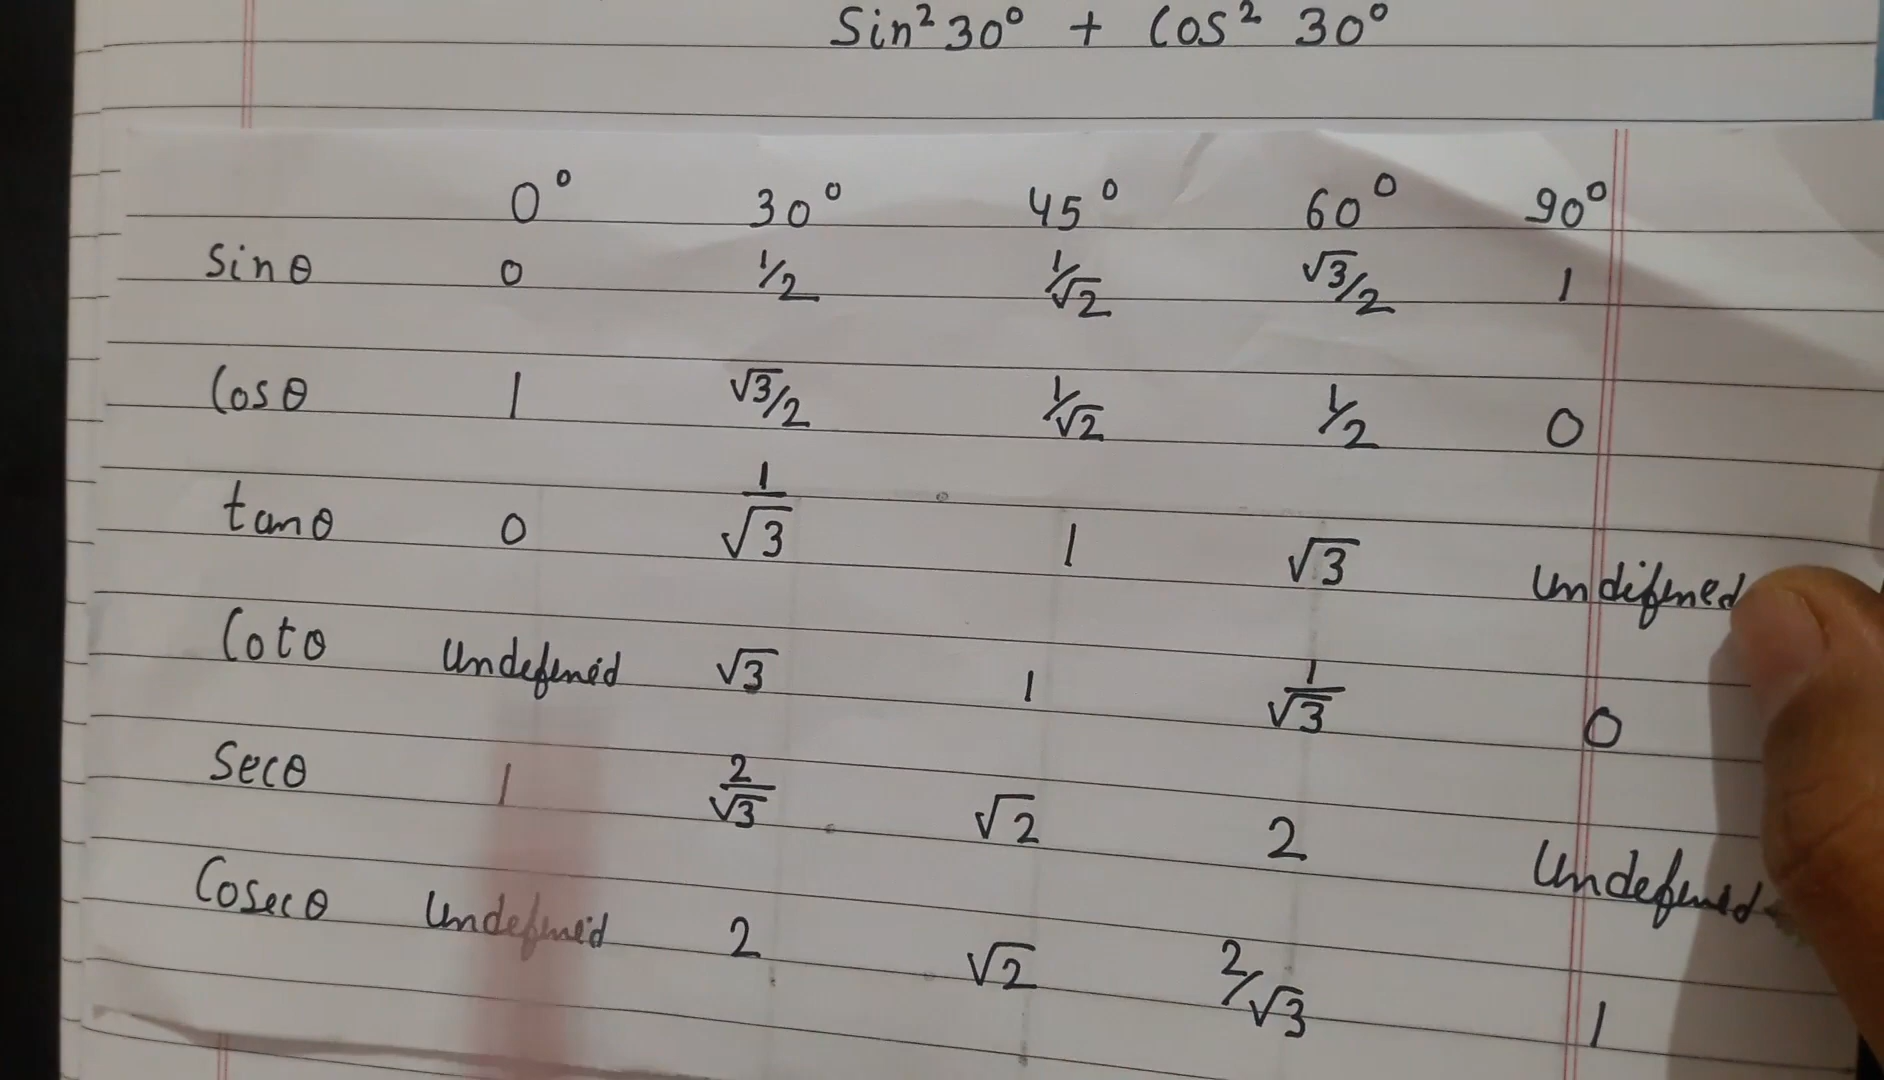 Sin² 30° + Cos² 30°
0° 30° 45° 60° 90°
Sinθ 0 1/2 1/√2 √3/2 1
Cosθ 1 √3/2 1/√2 1/2 0
tanθ 0 1/√3 1 √3 undifined
Cotθ undefined √3 1 1/√3 0
Secθ 1 2/√3 √2 2 Undefined
Cosecθ Undefined 2 √2 2/√3 1